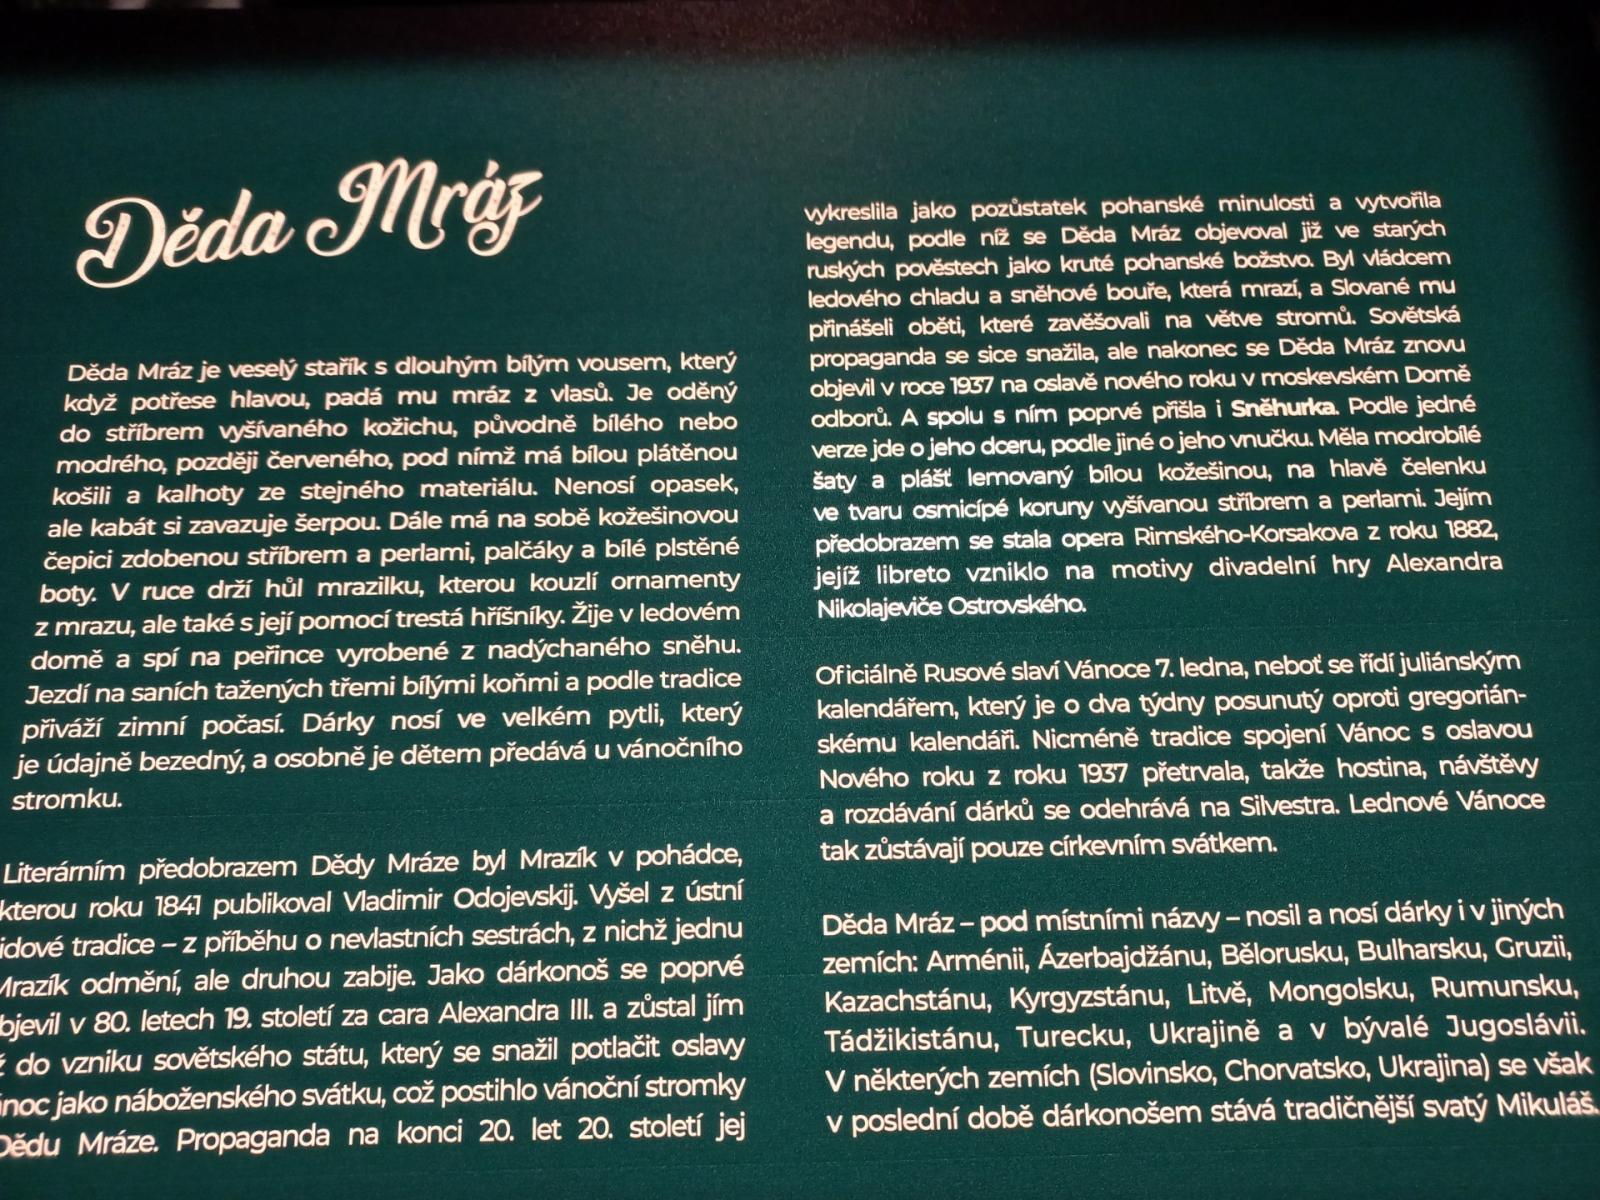 Děda Mráz
Děda Mráz je veselý stařík s dlouhým bílým vousem, který
když potřese hlavou, padá mu mráz z vlasů. Je oděný
do stříbrem vyšívaného kožichu, původně bílého nebo
modrého, později červeného, pod nímž má bílou plátěnou
košili a kalhoty ze stejného materiálu. Nenosí opasek,
ale kabát si zavazuje šerpou. Dále má na sobě kožešinovou
čepici zdobenou stříbrem a perlami, palčáky a bílé plstěné
boty. V ruce drží hůl mrazilku, kterou kouzlí ornamenty
z mrazu, ale také s její pomocí trestá hříšníky. Žije v ledovém
domě a spí na peřince vyrobené z nadýchaného sněhu.
Jezdí na saních tažených třemi bílými koňmi a podle tradice
přiváží zimní počasí. Dárky nosí ve velkém pytli, který
je údajně bezedný, a osobně je dětem předává u vánočního
stromku.
Literárním předobrazem Dědy Mráze byl Mrazík v pohádce,
kterou roku 1841 publikoval Vladimir Odojevskij. Vyšel z ústní
idové tradice – z příběhu o nevlastních sestrách, z nichž jednu
Mrazík odmění, ale druhou zabije. Jako dárkonoš se poprvé
bjevil v 80. letech 19. století za cara Alexandra III. a zůstal jím
ž do vzniku sovětského státu, který se snažil potlačit oslavy
ánoc jako náboženského svátku, což postihlo vánoční stromky
Dědu Mráze. Propaganda na konci 20. let 20. století jej
vykreslila jako pozůstatek pohanské minulosti a vytvořila
legendu, podle níž se Děda Mráz objevoval již ve starých
ruských pověstech jako kruté pohanské božstvo. Byl vládcem
ledového chladu a sněhové bouře, která mrazí, a Slované mu
přinášeli oběti, které zavěšovali na větve stromů. Sovětská
propaganda se sice snažila, ale nakonec se Děda Mráz znovu
objevil v roce 1937 na oslavě nového roku v moskevském Domě
odborů. A spolu s ním poprvé přišla i Sněhurka. Podle jedné
verze jde o jeho dceru, podle jiné o jeho vnučku. Měla modrobílé
šaty a plášť lemovaný bílou kožešinou, na hlavě čelenku
ve tvaru osmicípé koruny vyšívanou stříbrem a perlami. Jejím
předobrazem se stala opera Rimského-Korsakova z roku 1882,
jejíž libreto vzniklo na motivy divadelní hry Alexandra
Nikolajeviče Ostrovského.
Oficiálně Rusové slaví Vánoce 7. ledna, neboť se řídí juliánským
kalendářem, který je o dva týdny posunutý oproti gregorián-
skému kalendáři. Nicméně tradice spojení Vánoc s oslavou
Nového roku z roku 1937 přetrvala, takže hostina, návštěvy
a rozdávání dárků se odehrává na Silvestra. Lednové Vánoce
tak zůstávají pouze církevním svátkem.
Děda Mráz – pod místními názvy – nosil a nosí dárky i v jiných
zemích: Arménii, Ázerbajdžánu, Bělorusku, Bulharsku, Gruzii,
Kazachstánu, Kyrgyzstánu, Litvě, Mongolsku, Rumunsku,
Tádžikistánu, Turecku, Ukrajině a v bývalé Jugoslávii.
V některých zemích (Slovinsko, Chorvatsko, Ukrajina) se však
v poslední době dárkonošem stává tradičnější svatý Mikuláš.